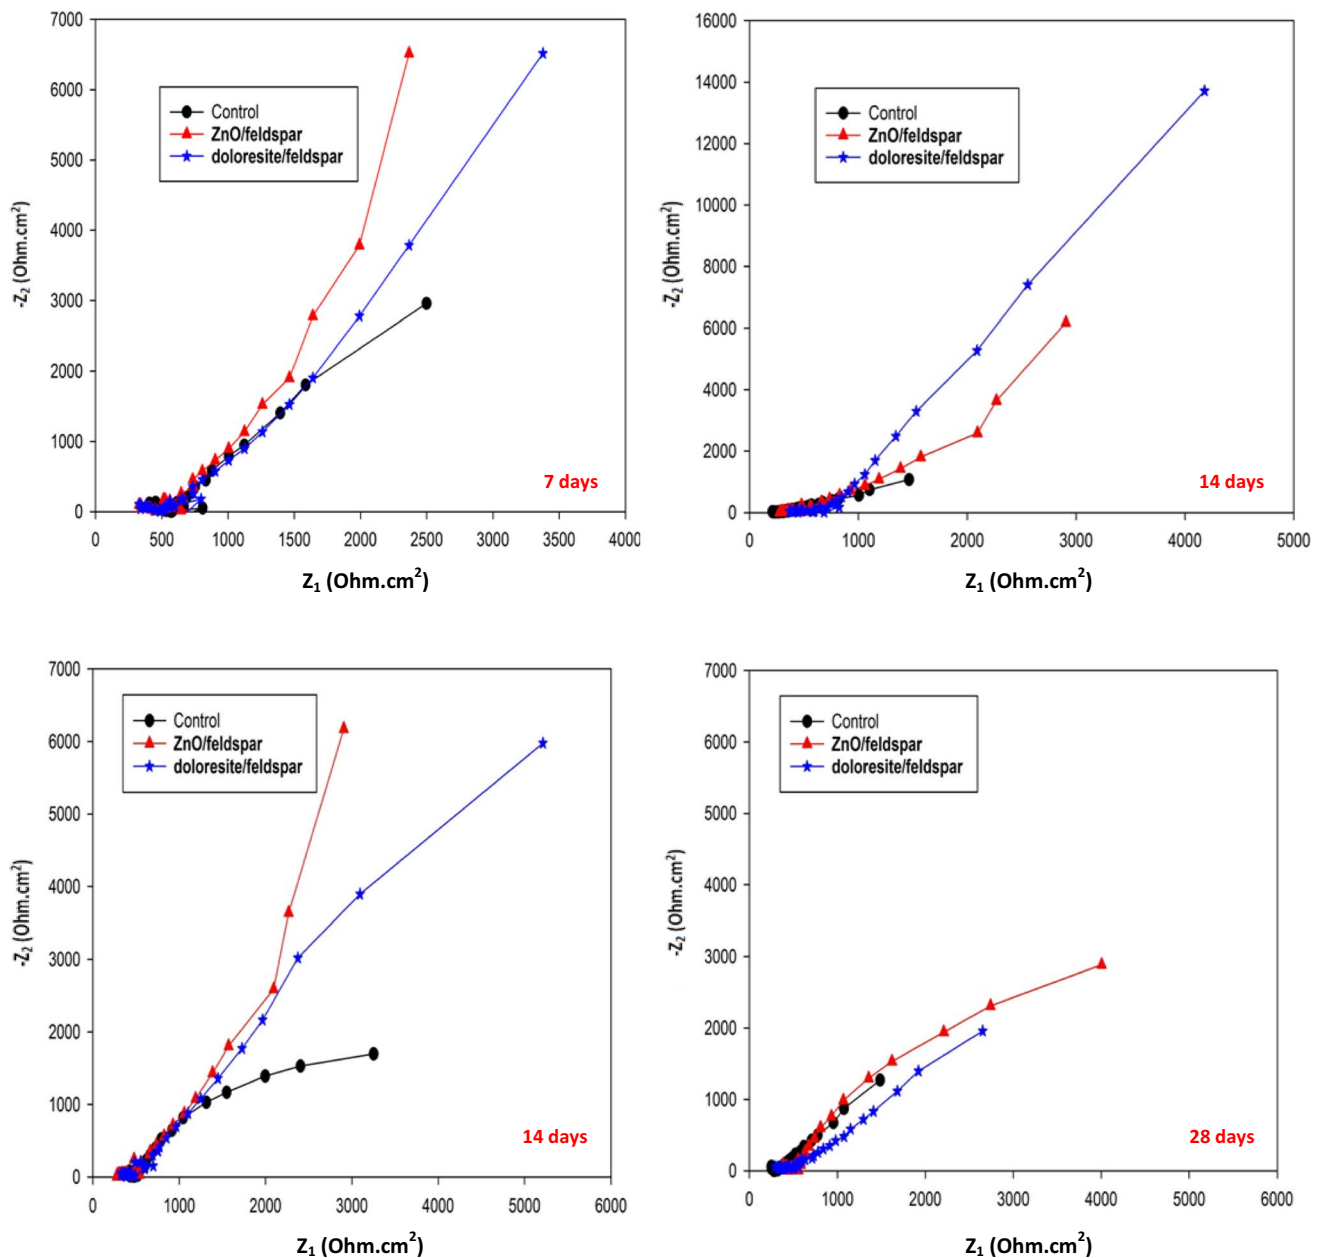 7000
6000
5000
4000
3000
2000
1000
0
-Z2 (Ohm.cm²)
Control
ZnO/feldspar
doloresite/feldspar
7 days
0 500 1000 1500 2000 2500 3000 3500 4000
Z1 (Ohm.cm²)
16000
14000
12000
10000
8000
6000
4000
2000
0
-Z2 (Ohm.cm²)
Control
ZnO/feldspar
doloresite/feldspar
14 days
0 1000 2000 3000 4000 5000
Z1 (Ohm.cm²)
7000
6000
5000
4000
3000
2000
1000
0
-Z2 (Ohm.cm²)
Control
ZnO/feldspar
doloresite/feldspar
14 days
0 1000 2000 3000 4000 5000 6000
Z1 (Ohm.cm²)
7000
6000
5000
4000
3000
2000
1000
0
-Z2 (Ohm.cm²)
Control
ZnO/feldspar
doloresite/feldspar
28 days
0 1000 2000 3000 4000 5000 6000
Z1 (Ohm.cm²)